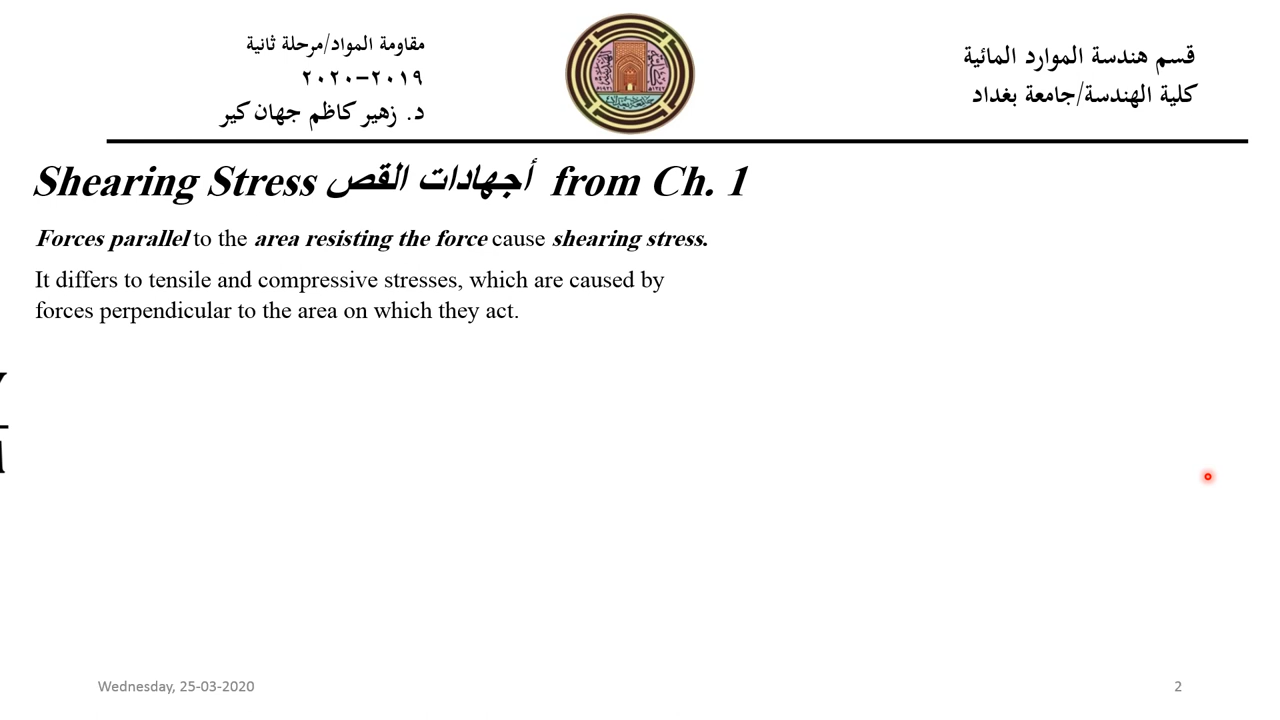 قسم هندسة الموارد المائية
كلية الهندسة/جامعة بغداد
مقاومة المواد/مرحلة ثانية
٢٠١٩-٢٠٢٠
د. زهير كاظم جهان كير
Shearing Stress أجهادات القص from Ch. 1
Forces parallel to the area resisting the force cause shearing stress.
It differs to tensile and compressive stresses, which are caused by
forces perpendicular to the area on which they act.
Wednesday, 25-03-2020
2